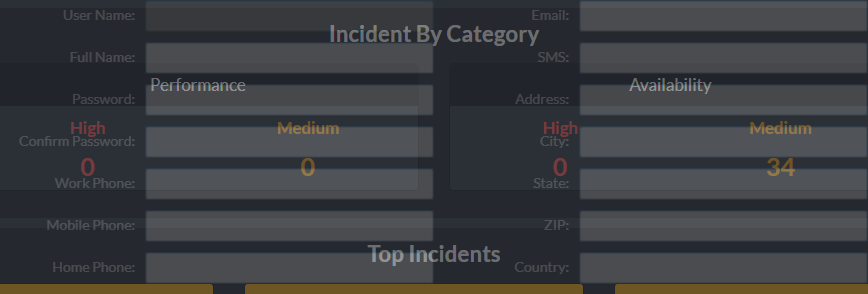 User Name: Email:
Incident By Category
Full Name: SMS:
Performance Availability
Password: Address:
High Medium High Medium
Confirm Password: City:
0 0 0 34
Work Phone: State:
Mobile Phone: ZIP:
Top Incidents
Home Phone: Country: